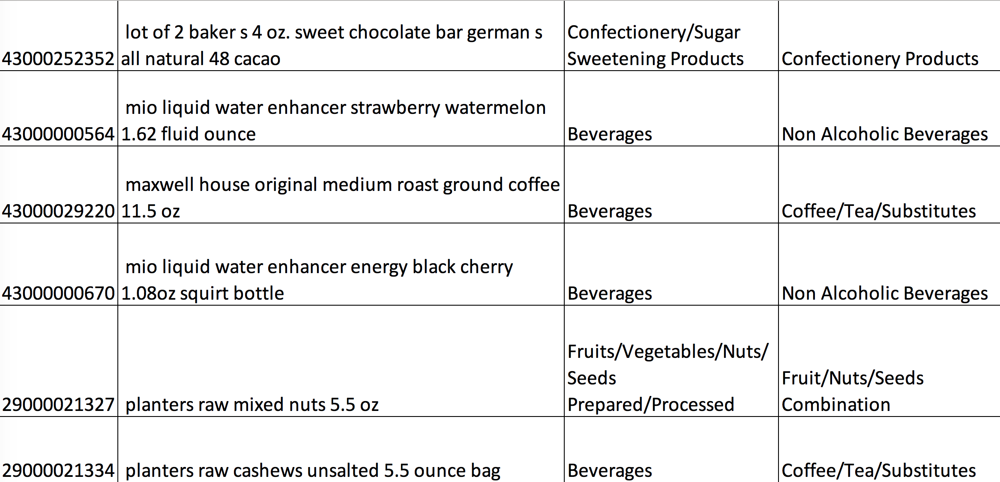 lot of 2 baker s 4 oz. sweet chocolate bar german s Confectionery/Sugar
43000252352 all natural 48 cacao Sweetening Products Confectionery Products
mio liquid water enhancer strawberry watermelon
43000000564 1.62 fluid ounce Beverages Non Alcoholic Beverages
maxwell house original medium roast ground coffee
43000029220 11.5 oz Beverages Coffee/Tea/Substitutes
mio liquid water enhancer energy black cherry
43000000670 1.08oz squirt bottle Beverages Non Alcoholic Beverages
Fruits/Vegetables/Nuts/
Seeds Fruit/Nuts/Seeds
29000021327 planters raw mixed nuts 5.5 oz Prepared/Processed Combination
29000021334 planters raw cashews unsalted 5.5 ounce bag Beverages Coffee/Tea/Substitutes